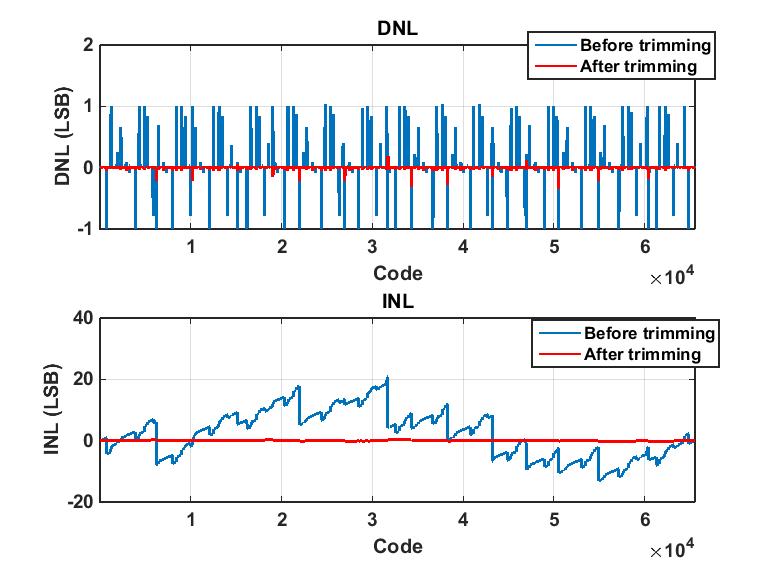 DNL
Before trimming
After trimming
2
1
0
-1
DNL (LSB)
1 2 3 4 5 6
Code
×10^4
INL
Before trimming
After trimming
40
20
0
-20
INL (LSB)
1 2 3 4 5 6
Code
×10^4